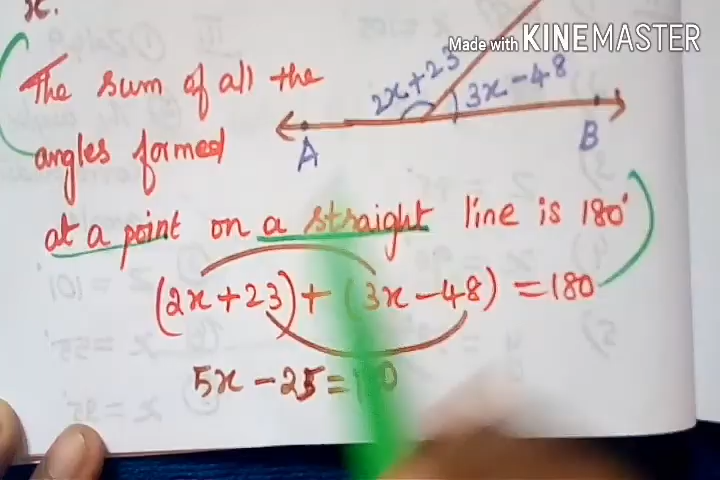 x.
Made with KINEMASTER
The sum of all the
2x+23
3x-48
angles formed
A
B
at a point on a straight line is 180°
(2x+23)+(3x-48)=180
5x-25=